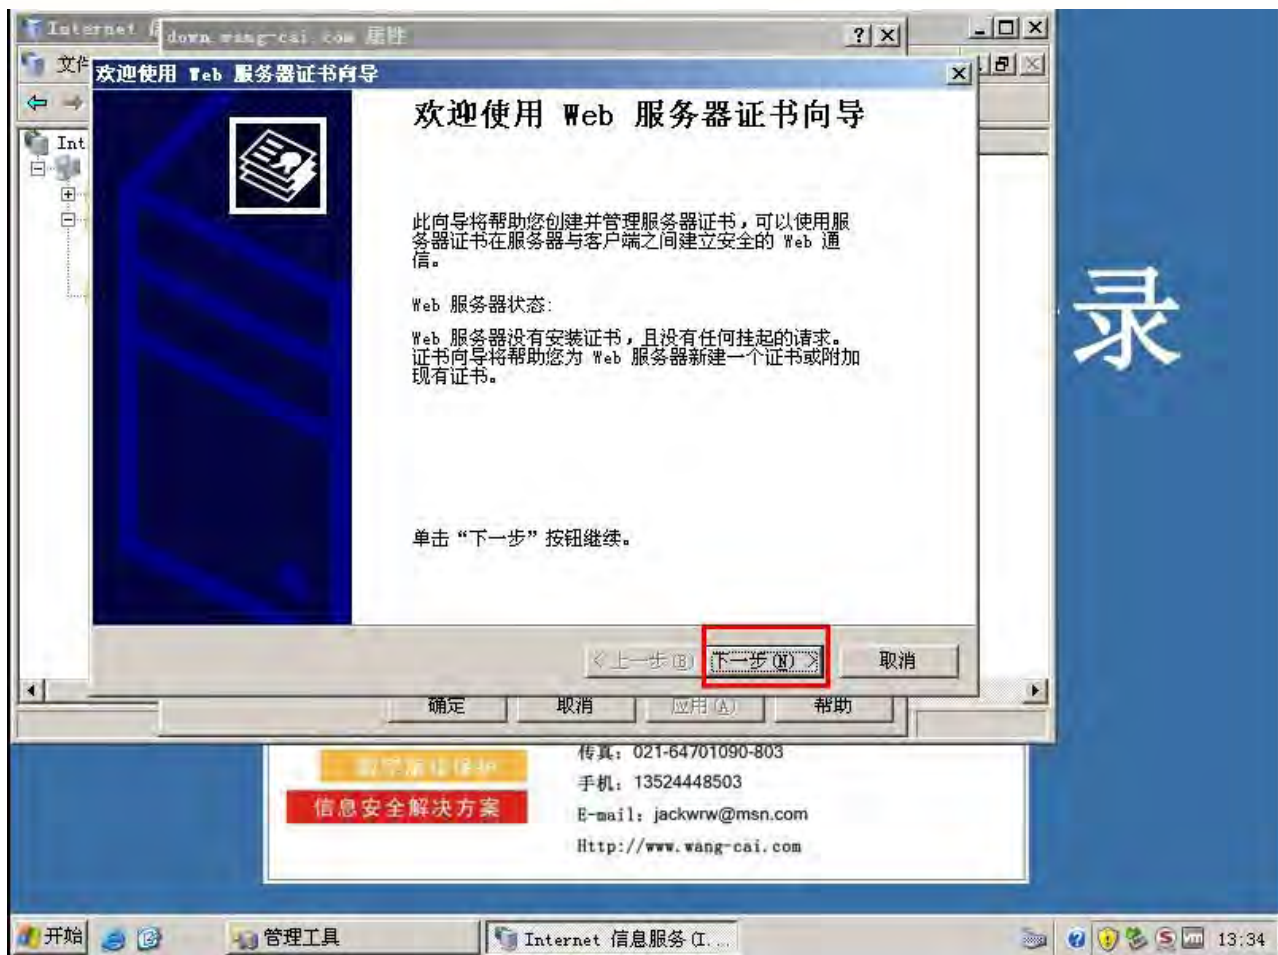 Internet 信
down.wang-cai.com 属性
文件
欢迎使用 Web 服务器证书向导
欢迎使用 Web 服务器证书向导
Int
此向导将帮助您创建并管理服务器证书，可以使用服
务器证书在服务器与客户端之间建立安全的 Web 通
信。
Web 服务器状态:
Web 服务器没有安装证书，且没有任何挂起的请求。
证书向导将帮助您为 Web 服务器新建一个证书或附加
现有证书。
单击“下一步”按钮继续。
<上一步(B) 下一步(N) > 取消
确定 取消 应用(A) 帮助
录
传真：021-64701090-803
手机：13524448503
信息安全解决方案
E-mail：jackwrw@msn.com
Http://www.wang-cai.com
开始 管理工具 Internet 信息服务(I... 13:34